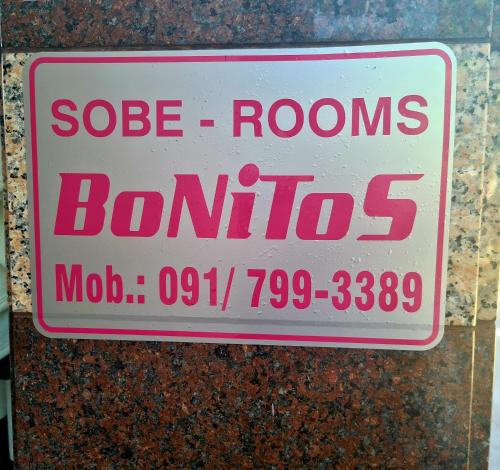 SOBE - ROOMS
BoNiToS
Mob.: 091/ 799-3389